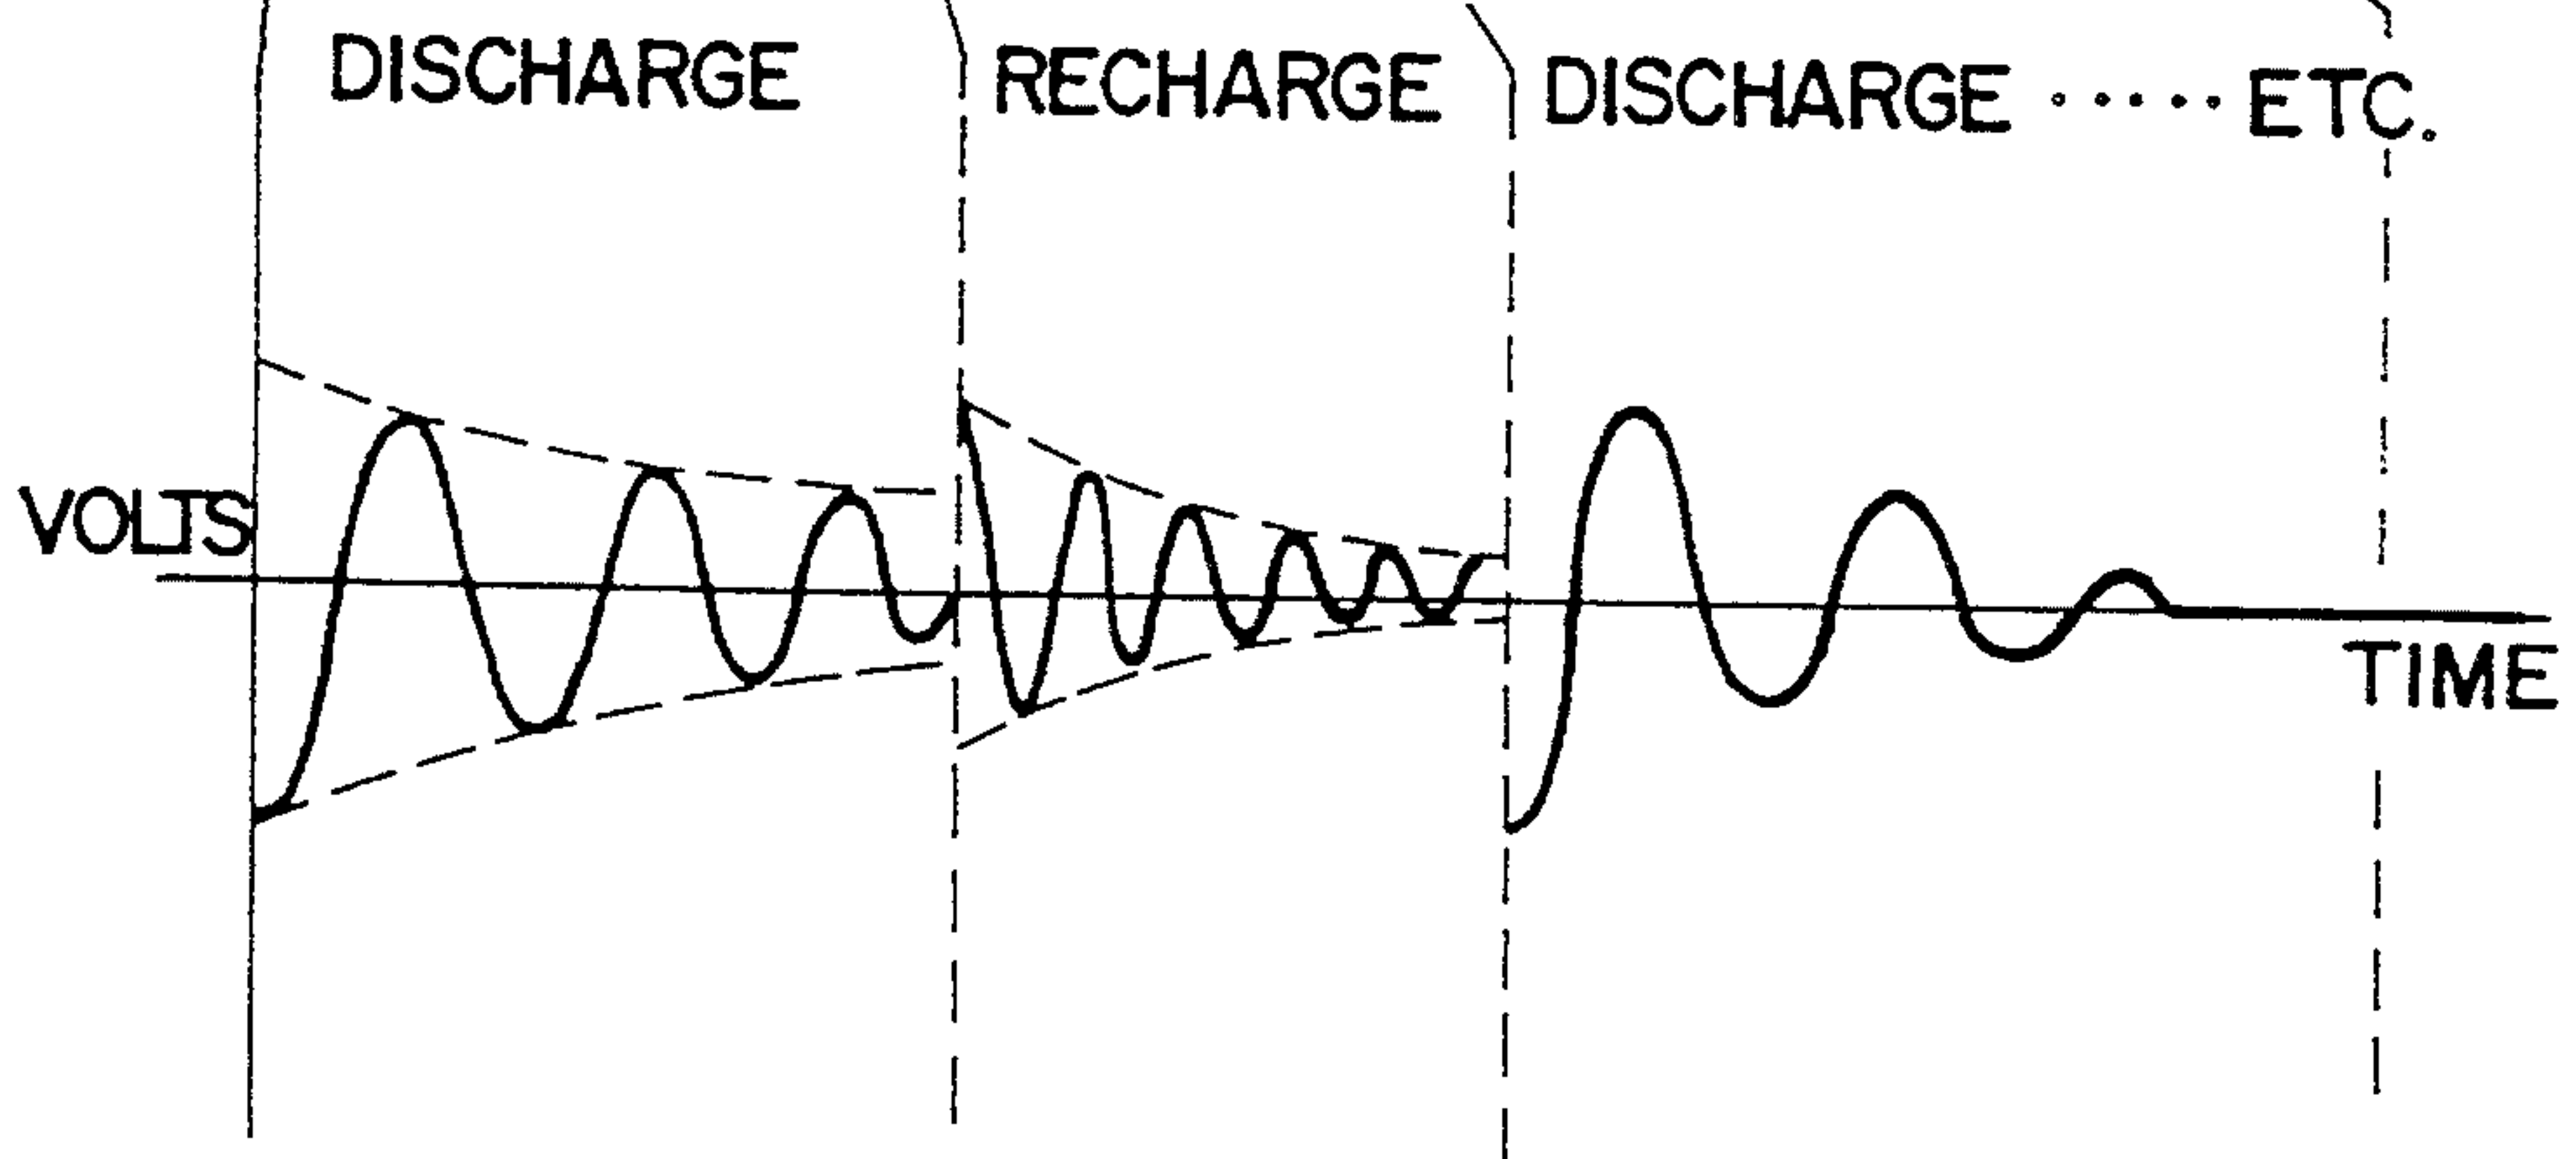 DISCHARGE RECHARGE DISCHARGE ..... ETC.
VOLTS
TIME